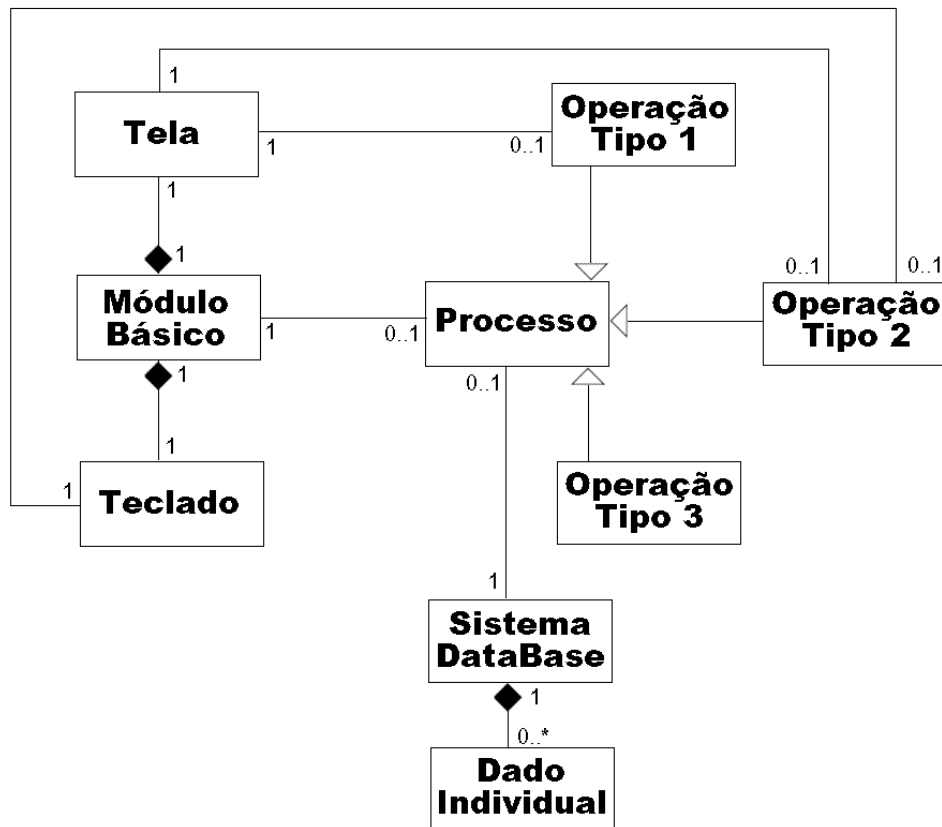 1
0..1
0..1
Tela
1
0..1
Operação
Tipo 1
1
1
Módulo
Básico
1
0..1
Processo
Operação
Tipo 2
1
0..1
1
Teclado
1
Operação
Tipo 3
1
Sistema
DataBase
1
0..*
Dado
Individual